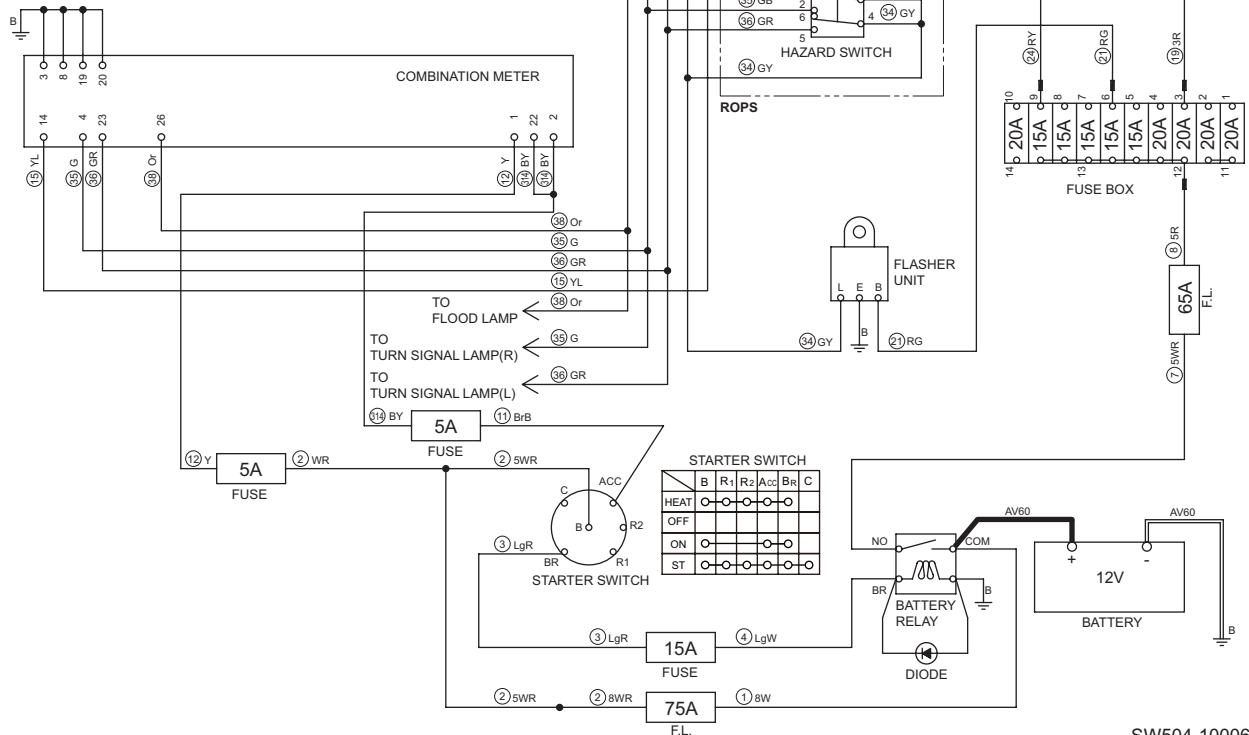 35 GB
2
36 GR
6
4
34 GY
5
HAZARD SWITCH
34 GY
ROPS
B
3
8
19
20
COMBINATION METER
14
4
23
26
1
22
2
15 YL
35 G
36 GR
38 Or
12 Y
314 BY
314 BY
24 RY
21 RG
19 3R
10
9
8
7
6
5
4
3
2
1
20A
15A
15A
15A
15A
15A
20A
20A
20A
20A
14
13
12
11
FUSE BOX
38 Or
35 G
36 GR
15 YL
TO
FLOOD LAMP
38 Or
TO
TURN SIGNAL LAMP(R)
35 G
TO
TURN SIGNAL LAMP(L)
36 GR
FLASHER
UNIT
L
E
B
34 GY
B
21 RG
8 5R
65A
F.L.
7 5WR
314 BY
5A
11 BrB
FUSE
12 Y
5A
2 WR
FUSE
2 5WR
C
ACC
B
R2
BR
R1
STARTER SWITCH
3 LgR
STARTER SWITCH
B R1 R2 Acc BR C
HEAT
OFF
ON
ST
AV60
AV60
NO
COM
BR
B
BATTERY
RELAY
DIODE
+
-
12V
BATTERY
B
3 LgR
15A
4 LgW
FUSE
2 5WR
2 8WR
75A
1 8W
F.L.